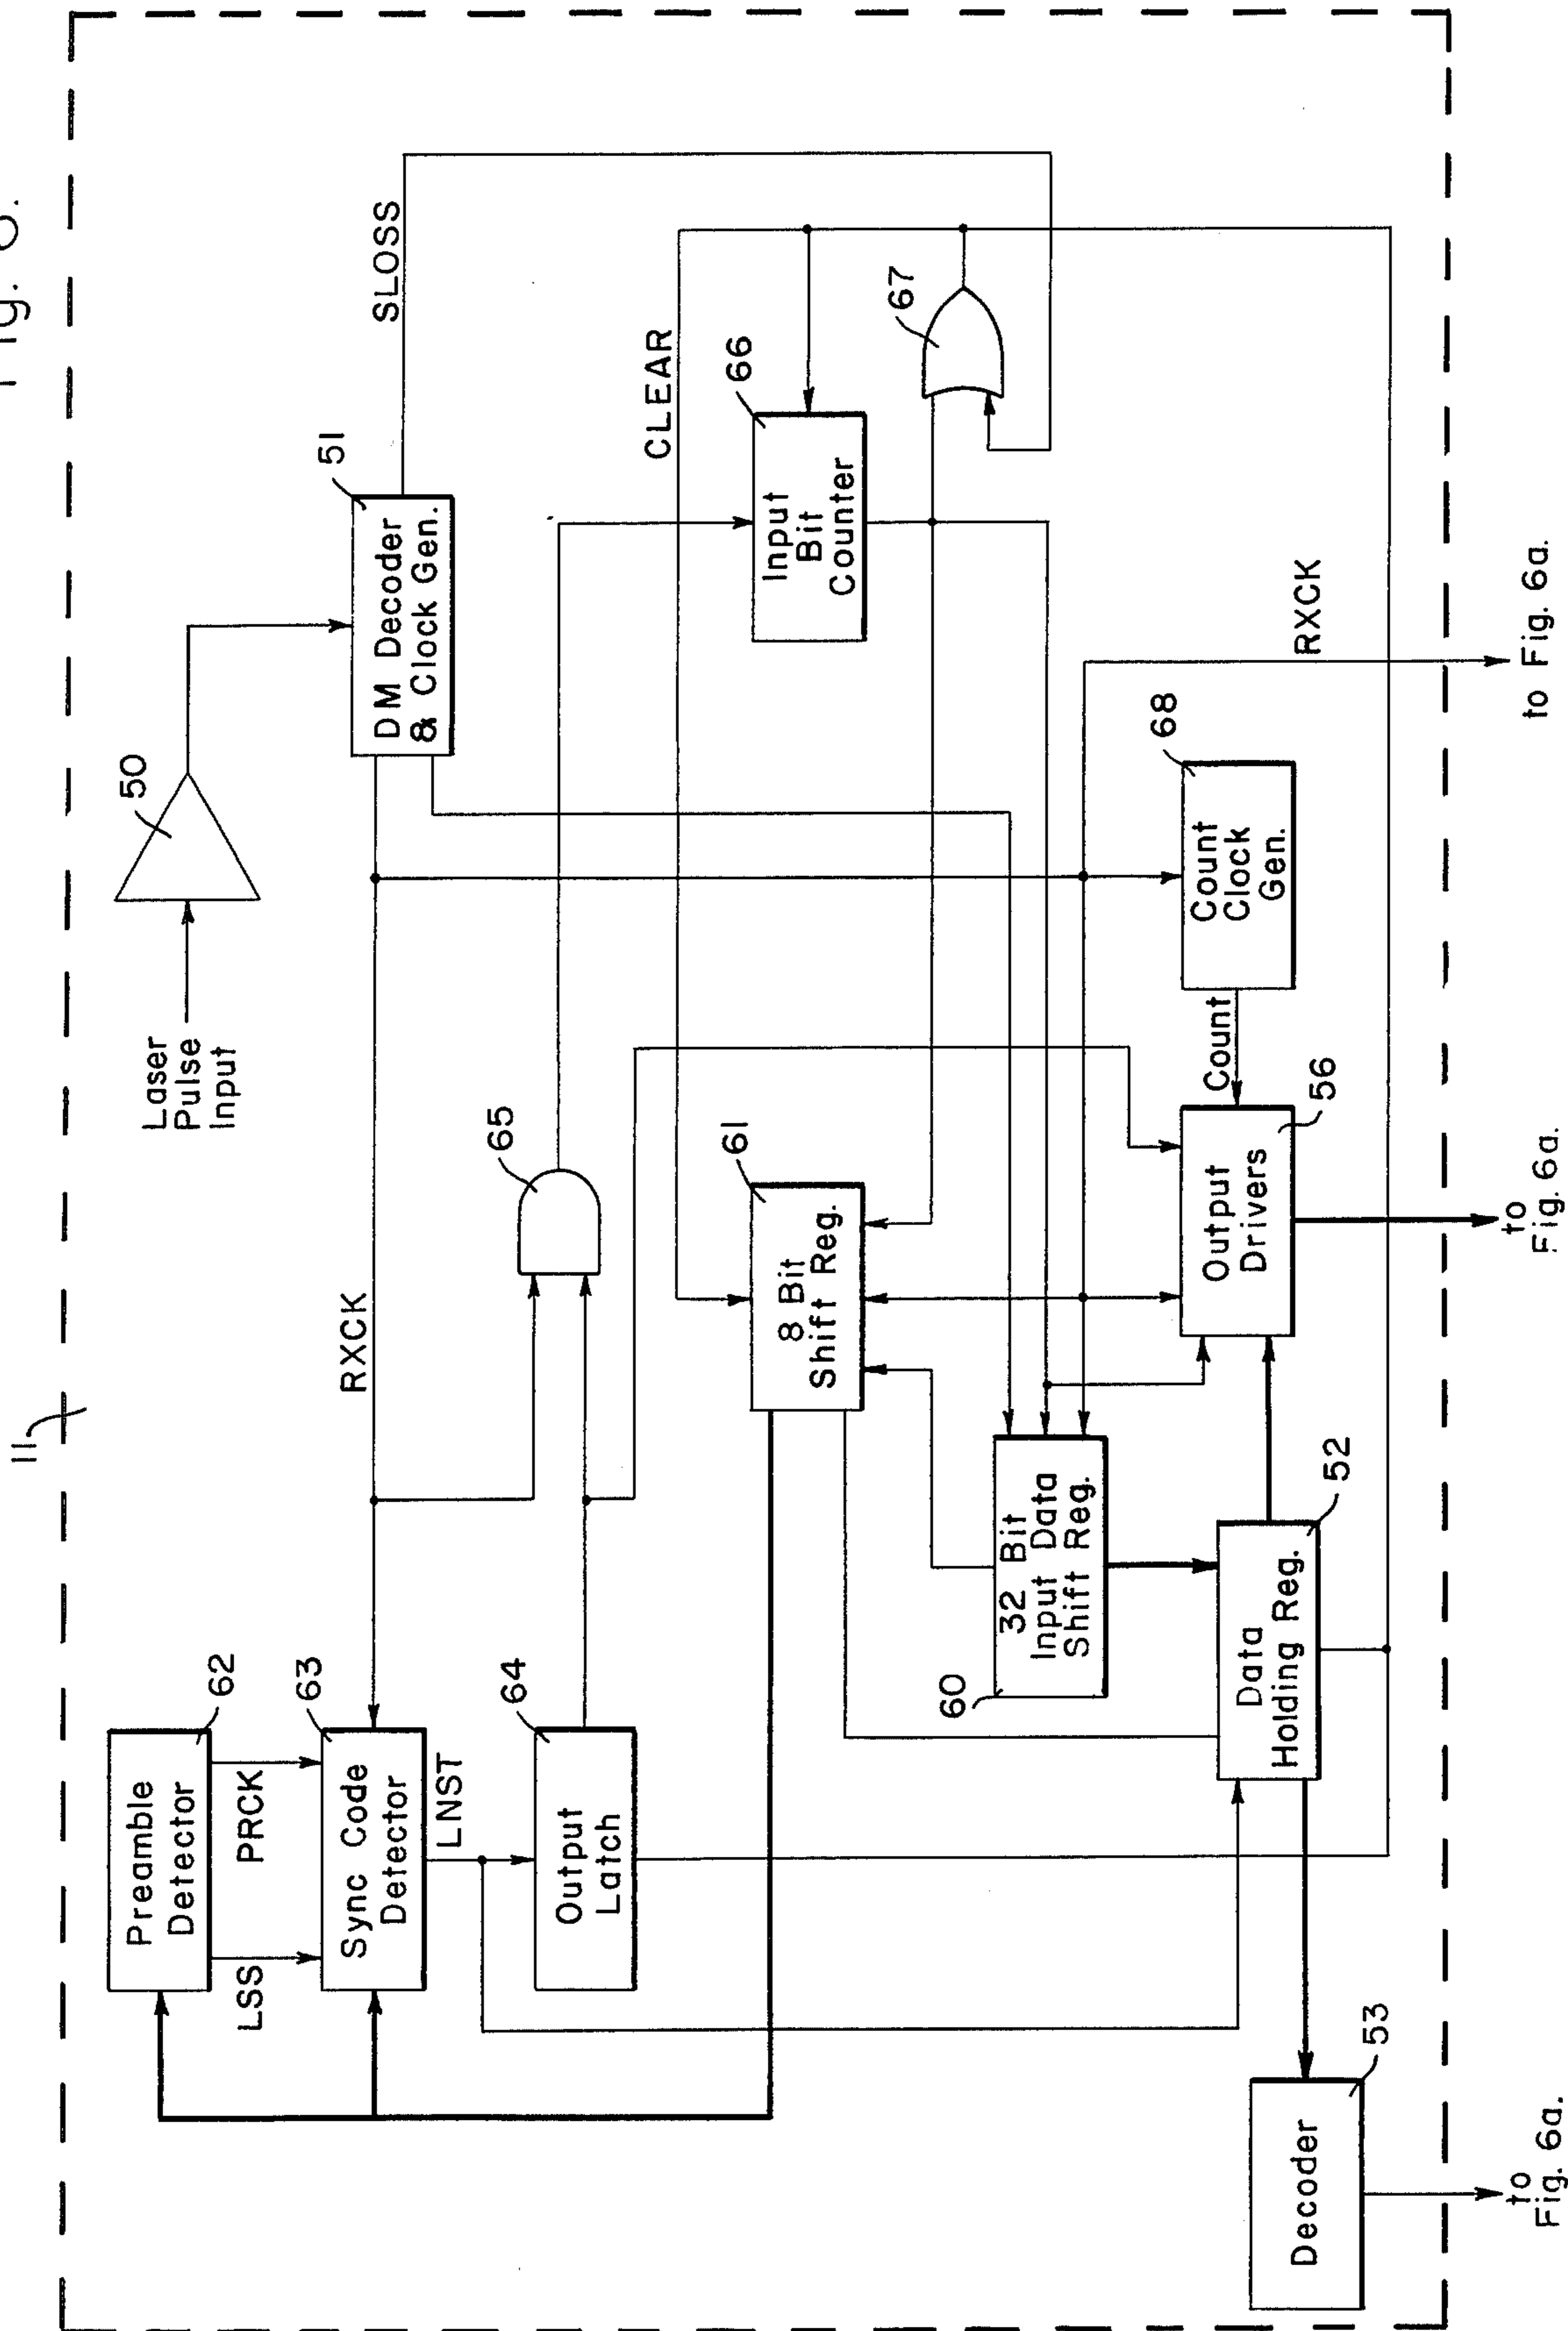 Fig. 6.
11
Laser
Pulse
Input
50
DM Decoder
& Clock Gen.
51
SLOSS
RXCK
Preamble
Detector
62
LSS
PRCK
Sync Code
Detector
63
LNST
Output
Latch
64
65
CLEAR
Input
Bit
Counter
66
67
8 Bit
Shift Reg.
61
32 Bit
Input Data
Shift Reg.
60
Data
Holding Reg.
52
Output
Drivers
56
Count
Count
Clock
Gen.
68
RXCK
Decoder
53
to
Fig. 6a.
to
Fig. 6a.
to Fig. 6a.